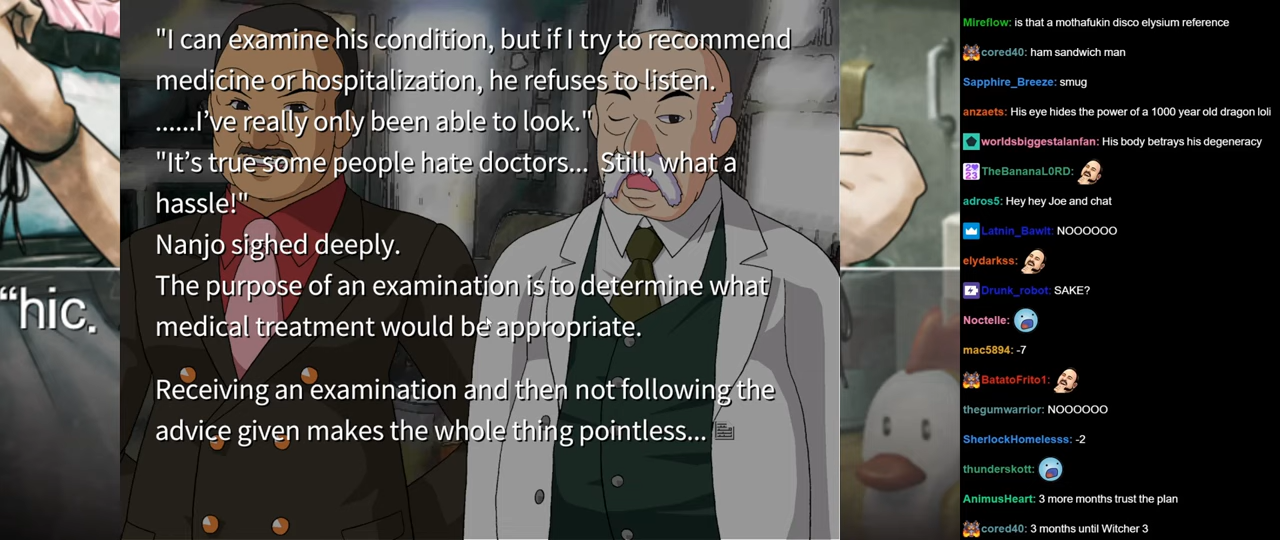 "I can examine his condition, but if I try to recommend
medicine or hospitalization, he refuses to listen.
......I've really only been able to look."
"It's true some people hate doctors... Still, what a
hassle!"
Nanjo sighed deeply.
The purpose of an examination is to determine what
medical treatment would be appropriate.
Receiving an examination and then not following the
advice given makes the whole thing pointless...
"hic.
Mireflow: is that a mothafukin disco elysium reference
cored40: ham sandwich man
Sapphire_Breeze: smug
anzaets: His eye hides the power of a 1000 year old dragon loli
worldsbiggestalanfan: His body betrays his degeneracy
TheBananaL0RD:
adros5: Hey hey Joe and chat
Latnin_Bawlt: NOOOOOO
elydarkss:
Drunk_robot: SAKE?
Noctelle:
mac5894: -7
BatatoFrito1:
thegumwarrior: NOOOOOO
SherlockHomelesss: -2
thunderskott:
AnimusHeart: 3 more months trust the plan
cored40: 3 months until Witcher 3